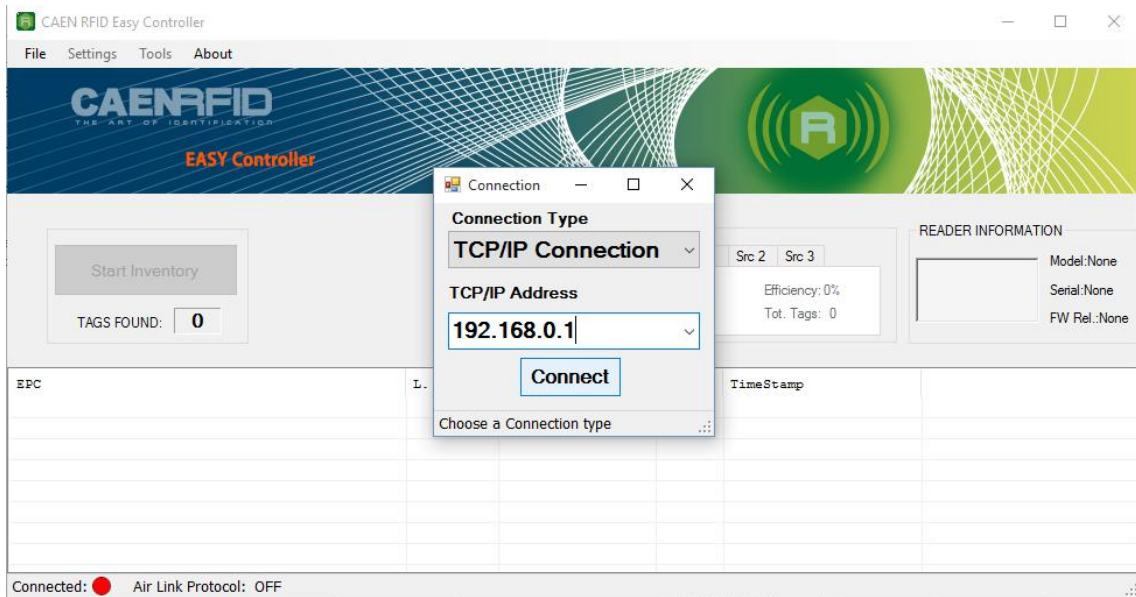 CAEN RFID Easy Controller
File Settings Tools About
CAENRFID
THE ART OF IDENTIFICATION
EASY Controller
R
Connection
Connection Type
TCP/IP Connection
TCP/IP Address
192.168.0.1
Connect
Choose a Connection type
Start Inventory
TAGS FOUND: 0
Src 2 Src 3
Efficiency: 0%
Tot. Tags: 0
READER INFORMATION
Model:None
Serial:None
FW Rel.:None
EPC L. TimeStamp
Connected: Air Link Protocol: OFF